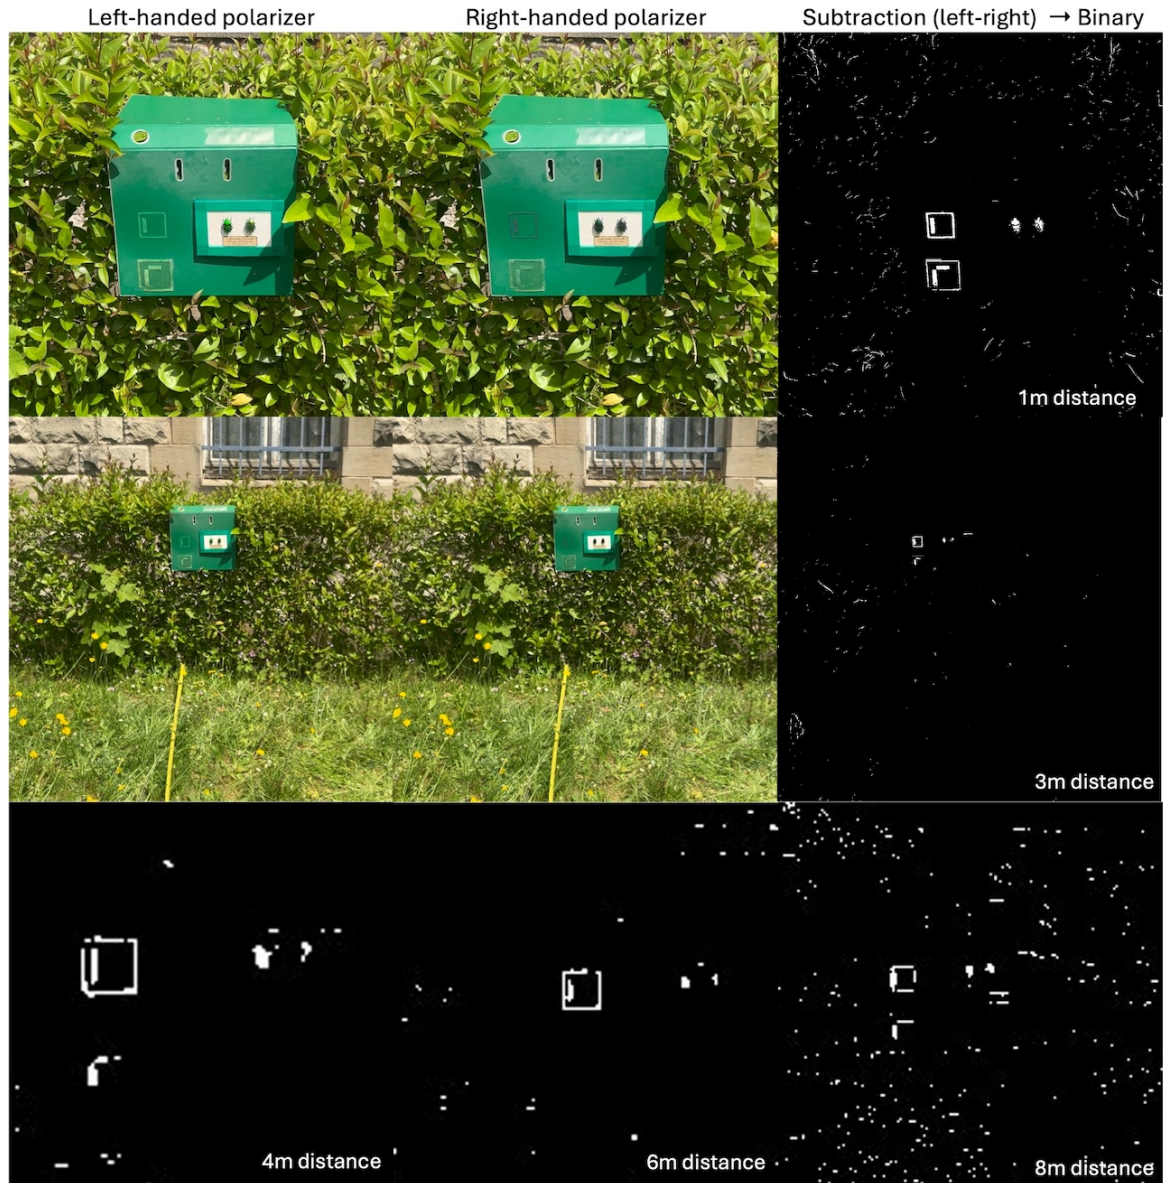 Left-handed polarizer
Right-handed polarizer
Subtraction (left-right) → Binary
1m distance
3m distance
4m distance
6m distance
8m distance